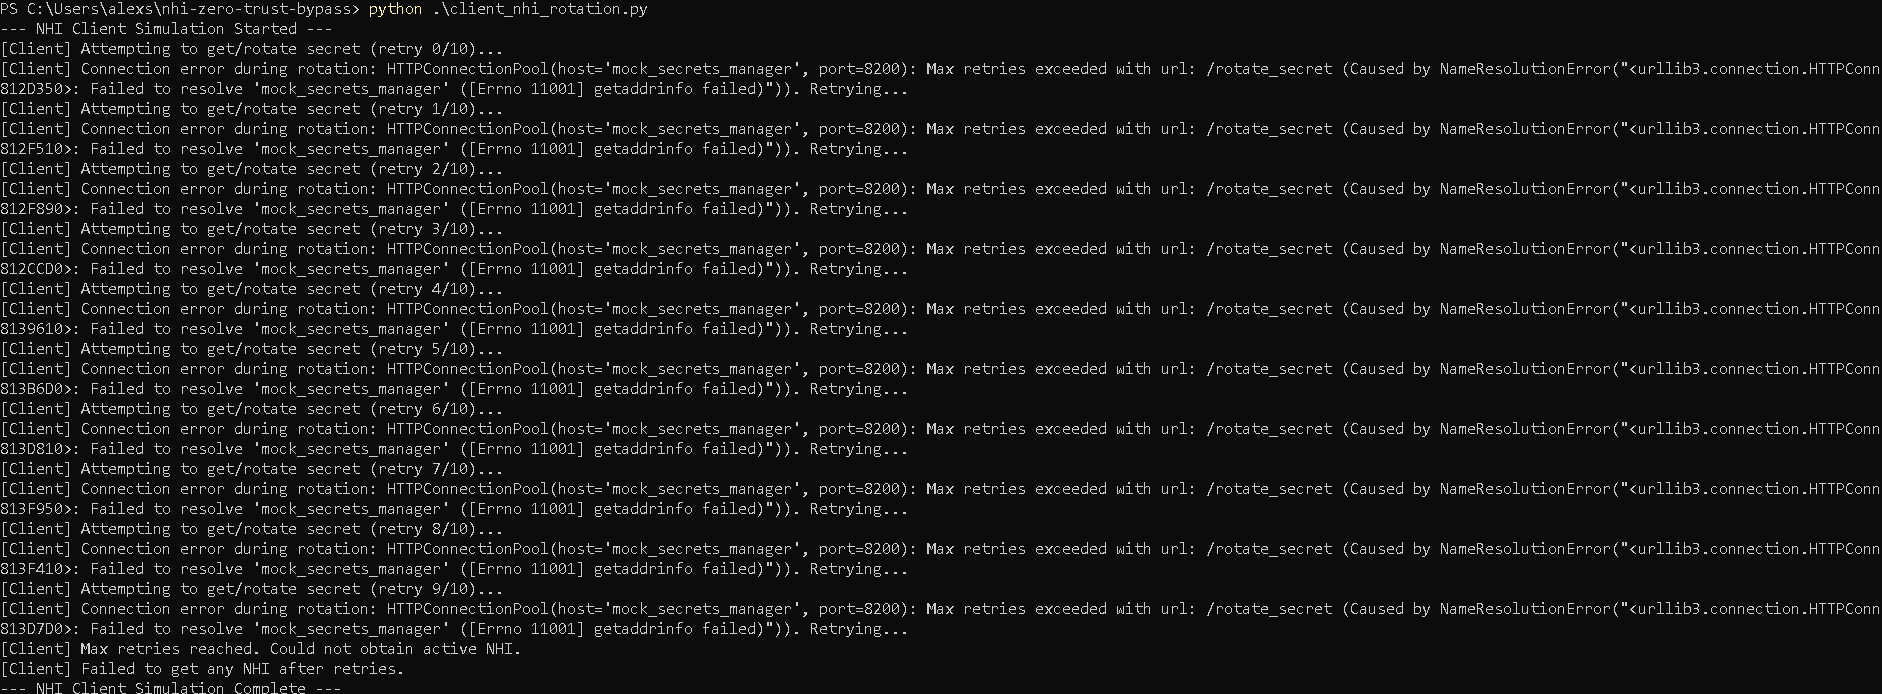 PS C:\Users\alexs\nhi-zero-trust-bypass> python .\client_nhi_rotation.py
--- NHI Client Simulation Started ---
[Client] Attempting to get/rotate secret (retry 0/10)...
[Client] Connection error during rotation: HTTPConnectionPool(host='mock_secrets_manager', port=8200): Max retries exceeded with url: /rotate_secret (Caused by NameResolutionError("<urllib3.connection.HTTPConn
812D350>: Failed to resolve 'mock_secrets_manager' ([Errno 11001] getaddrinfo failed)")). Retrying...
[Client] Attempting to get/rotate secret (retry 1/10)...
[Client] Connection error during rotation: HTTPConnectionPool(host='mock_secrets_manager', port=8200): Max retries exceeded with url: /rotate_secret (Caused by NameResolutionError("<urllib3.connection.HTTPConn
812F510>: Failed to resolve 'mock_secrets_manager' ([Errno 11001] getaddrinfo failed)")). Retrying...
[Client] Attempting to get/rotate secret (retry 2/10)...
[Client] Connection error during rotation: HTTPConnectionPool(host='mock_secrets_manager', port=8200): Max retries exceeded with url: /rotate_secret (Caused by NameResolutionError("<urllib3.connection.HTTPConn
812F890>: Failed to resolve 'mock_secrets_manager' ([Errno 11001] getaddrinfo failed)")). Retrying...
[Client] Attempting to get/rotate secret (retry 3/10)...
[Client] Connection error during rotation: HTTPConnectionPool(host='mock_secrets_manager', port=8200): Max retries exceeded with url: /rotate_secret (Caused by NameResolutionError("<urllib3.connection.HTTPConn
812CCD0>: Failed to resolve 'mock_secrets_manager' ([Errno 11001] getaddrinfo failed)")). Retrying...
[Client] Attempting to get/rotate secret (retry 4/10)...
[Client] Connection error during rotation: HTTPConnectionPool(host='mock_secrets_manager', port=8200): Max retries exceeded with url: /rotate_secret (Caused by NameResolutionError("<urllib3.connection.HTTPConn
8139610>: Failed to resolve 'mock_secrets_manager' ([Errno 11001] getaddrinfo failed)")). Retrying...
[Client] Attempting to get/rotate secret (retry 5/10)...
[Client] Connection error during rotation: HTTPConnectionPool(host='mock_secrets_manager', port=8200): Max retries exceeded with url: /rotate_secret (Caused by NameResolutionError("<urllib3.connection.HTTPConn
813B6D0>: Failed to resolve 'mock_secrets_manager' ([Errno 11001] getaddrinfo failed)")). Retrying...
[Client] Attempting to get/rotate secret (retry 6/10)...
[Client] Connection error during rotation: HTTPConnectionPool(host='mock_secrets_manager', port=8200): Max retries exceeded with url: /rotate_secret (Caused by NameResolutionError("<urllib3.connection.HTTPConn
813D810>: Failed to resolve 'mock_secrets_manager' ([Errno 11001] getaddrinfo failed)")). Retrying...
[Client] Attempting to get/rotate secret (retry 7/10)...
[Client] Connection error during rotation: HTTPConnectionPool(host='mock_secrets_manager', port=8200): Max retries exceeded with url: /rotate_secret (Caused by NameResolutionError("<urllib3.connection.HTTPConn
813F950>: Failed to resolve 'mock_secrets_manager' ([Errno 11001] getaddrinfo failed)")). Retrying...
[Client] Attempting to get/rotate secret (retry 8/10)...
[Client] Connection error during rotation: HTTPConnectionPool(host='mock_secrets_manager', port=8200): Max retries exceeded with url: /rotate_secret (Caused by NameResolutionError("<urllib3.connection.HTTPConn
813F410>: Failed to resolve 'mock_secrets_manager' ([Errno 11001] getaddrinfo failed)")). Retrying...
[Client] Attempting to get/rotate secret (retry 9/10)...
[Client] Connection error during rotation: HTTPConnectionPool(host='mock_secrets_manager', port=8200): Max retries exceeded with url: /rotate_secret (Caused by NameResolutionError("<urllib3.connection.HTTPConn
813D7D0>: Failed to resolve 'mock_secrets_manager' ([Errno 11001] getaddrinfo failed)")). Retrying...
[Client] Max retries reached. Could not obtain active NHI.
[Client] Failed to get any NHI after retries.
--- NHI Client Simulation Complete ---